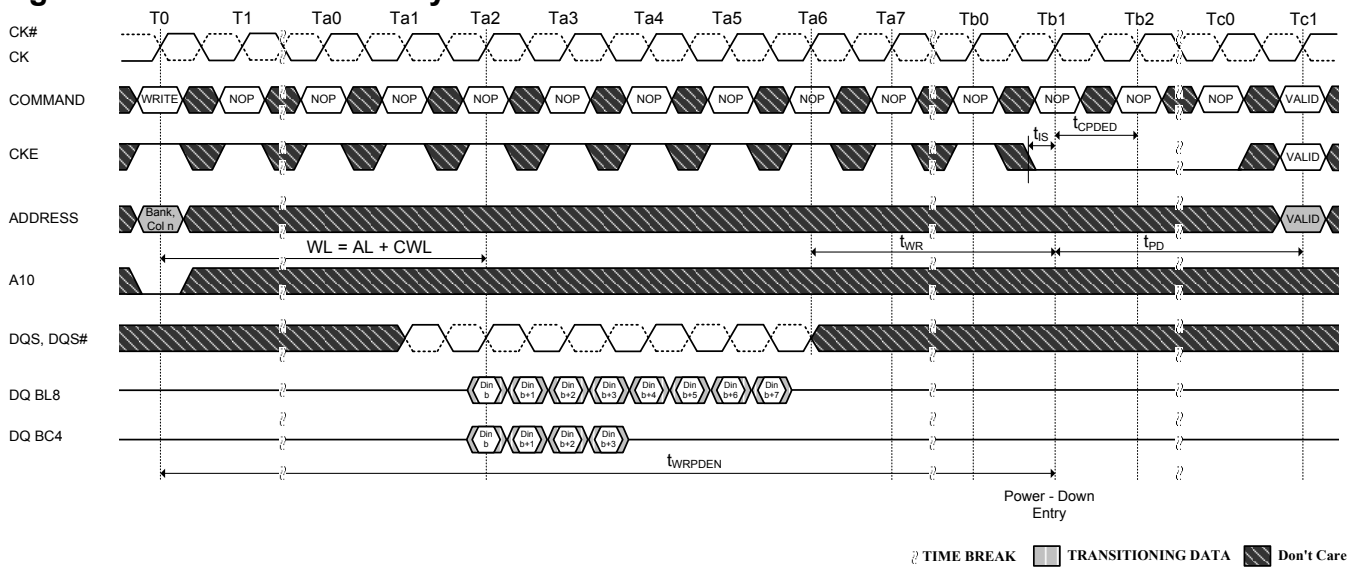 T0 T1 Ta0 Ta1 Ta2 Ta3 Ta4 Ta5 Ta6 Ta7 Tb0 Tb1 Tb2 Tc0 Tc1
CK#
CK
COMMAND WRITE NOP NOP NOP NOP NOP NOP NOP NOP NOP NOP NOP NOP NOP VALID
tIS tCPDED
CKE VALID
ADDRESS Bank, Col n VALID
WL = AL + CWL tWR tPD
A10
DQS, DQS#
DQ BL8 Din b Din b+1 Din b+2 Din b+3 Din b+4 Din b+5 Din b+6 Din b+7
DQ BC4 Din b Din b+1 Din b+2 Din b+3
tWRPDEN
Power - Down
Entry
TIME BREAK TRANSITIONING DATA Don't Care